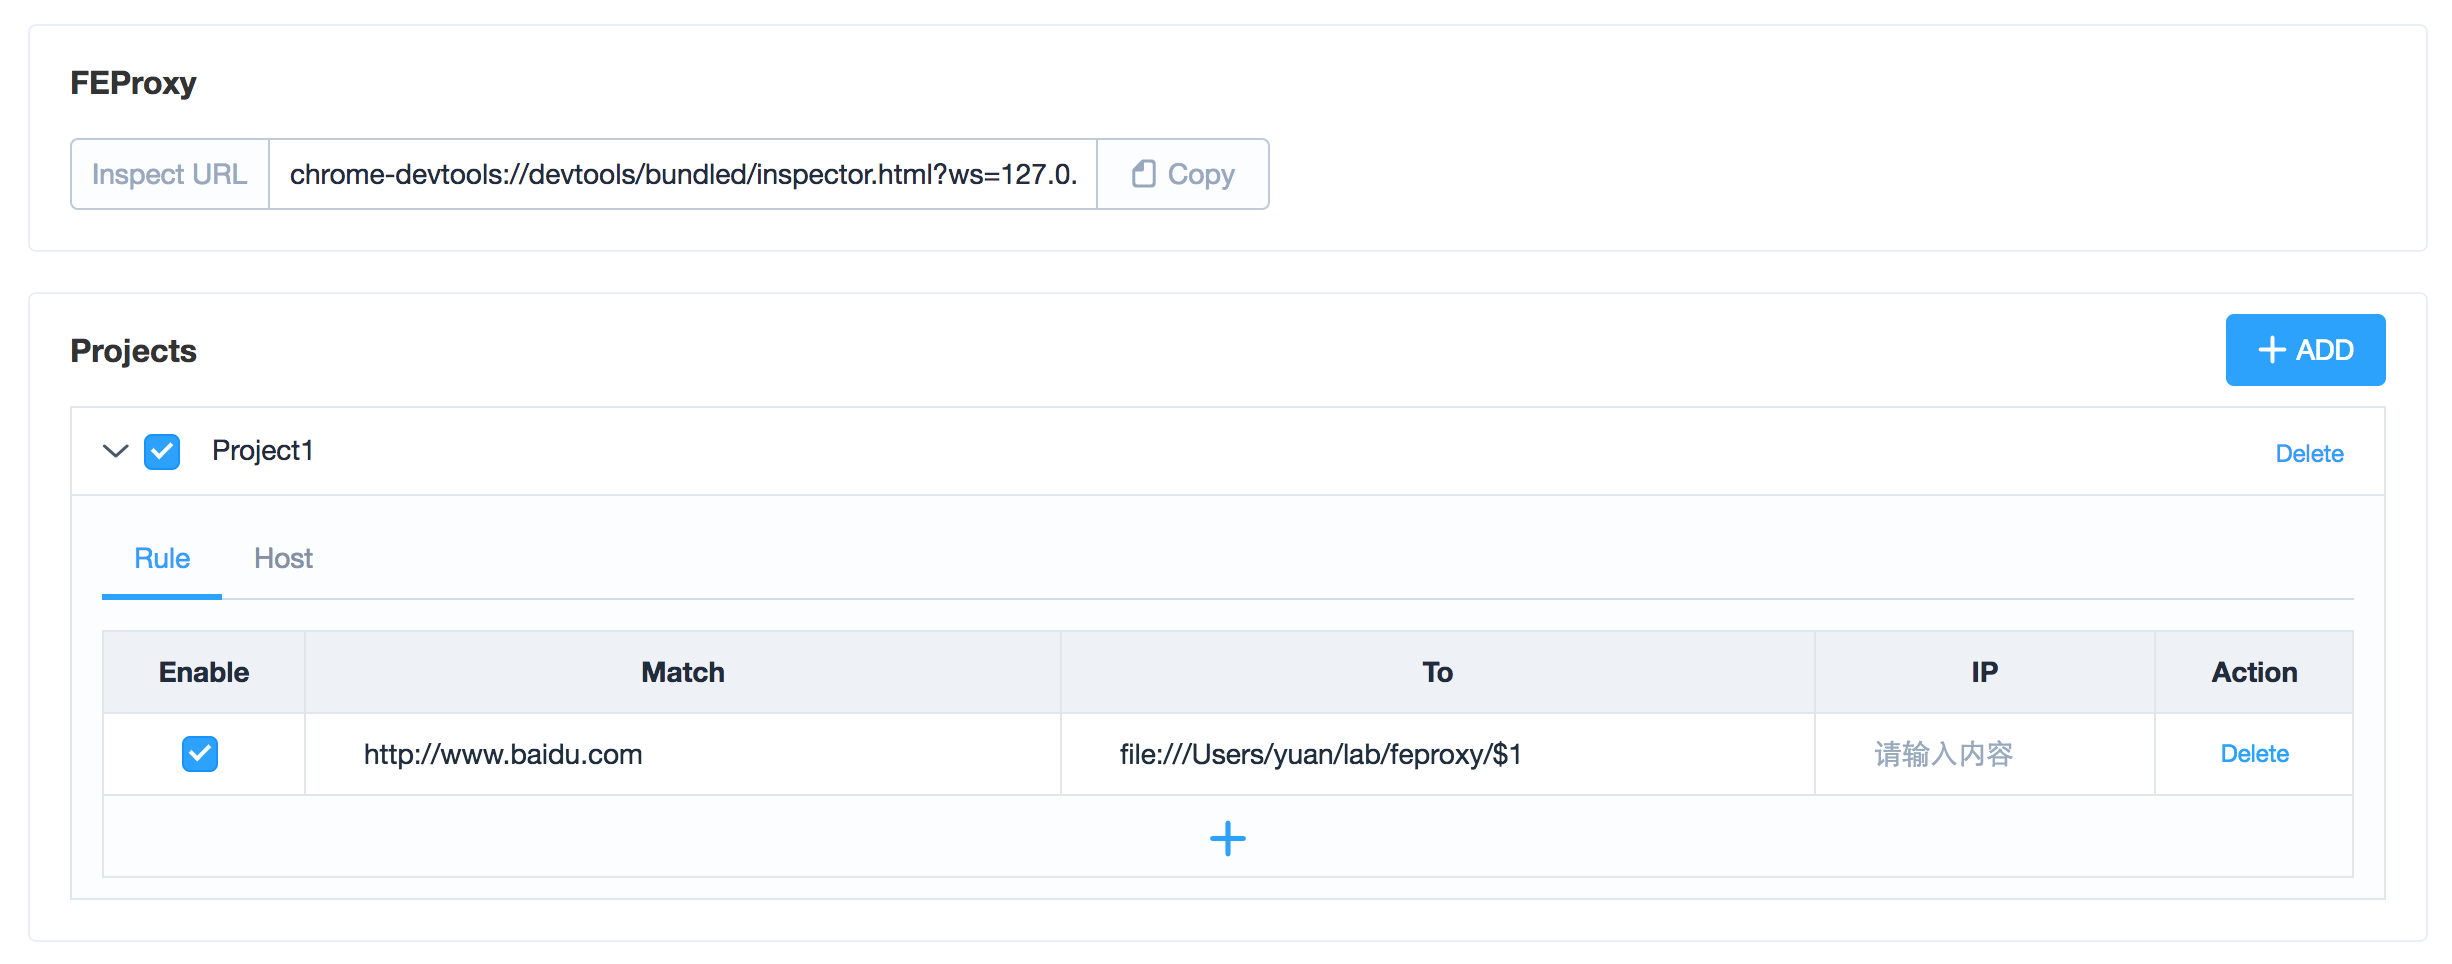 FEProxy
Inspect URL chrome-devtools://devtools/bundled/inspector.html?ws=127.0. Copy
Projects
ADD
Project1 Delete
Rule Host
Enable Match To IP Action
http://www.baidu.com file:///Users/yuan/lab/feproxy/$1 请输入内容 Delete